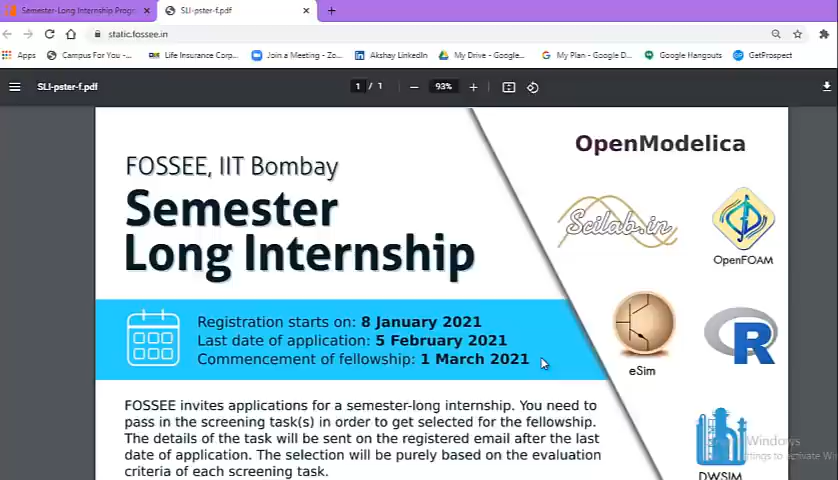 Semester-Long Internship Progr
SLI-pster-f.pdf
static.fossee.in
Apps
Campus For You -...
Life Insurance Corp...
Join a Meeting - Zo...
Akshay LinkedIn
My Drive - Google...
My Plan - Google D...
Google Hangouts
GetProspect
SLI-pster-f.pdf
1 / 1
93%
FOSSEE, IIT Bombay
Semester
Long Internship
Registration starts on: 8 January 2021
Last date of application: 5 February 2021
Commencement of fellowship: 1 March 2021
FOSSEE invites applications for a semester-long internship. You need to
pass in the screening task(s) in order to get selected for the fellowship.
The details of the task will be sent on the registered email after the last
date of application. The selection will be purely based on the evaluation
criteria of each screening task.
OpenModelica
Scilab.in
OpenFOAM
eSim
R
DWSIM
Windows
ttings to activate Wi